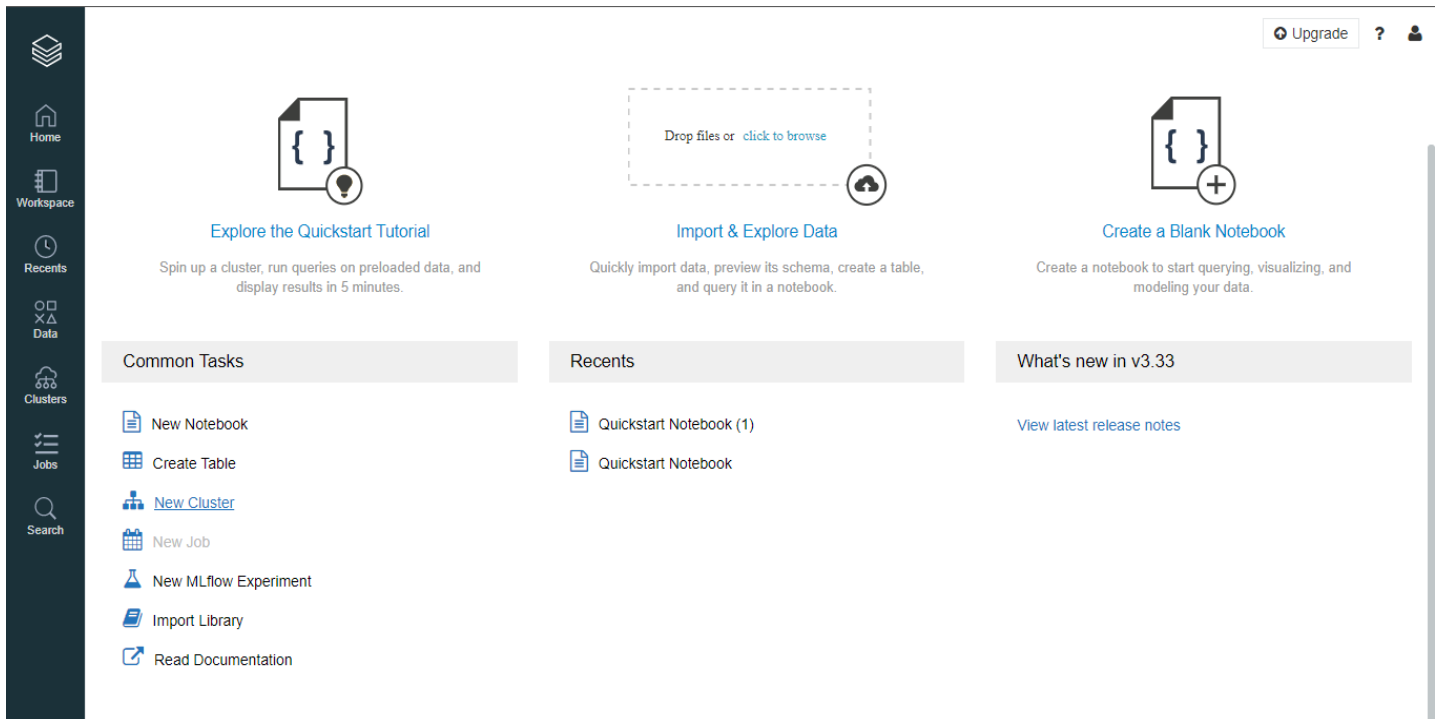 Upgrade ?
Home
Workspace
Recents
Data
Clusters
Jobs
Search
{ }
Explore the Quickstart Tutorial
Spin up a cluster, run queries on preloaded data, and
display results in 5 minutes.
Drop files or click to browse
Import & Explore Data
Quickly import data, preview its schema, create a table,
and query it in a notebook.
{ }
Create a Blank Notebook
Create a notebook to start querying, visualizing, and
modeling your data.
Common Tasks
New Notebook
Create Table
New Cluster
New Job
New MLflow Experiment
Import Library
Read Documentation
Recents
Quickstart Notebook (1)
Quickstart Notebook
What's new in v3.33
View latest release notes